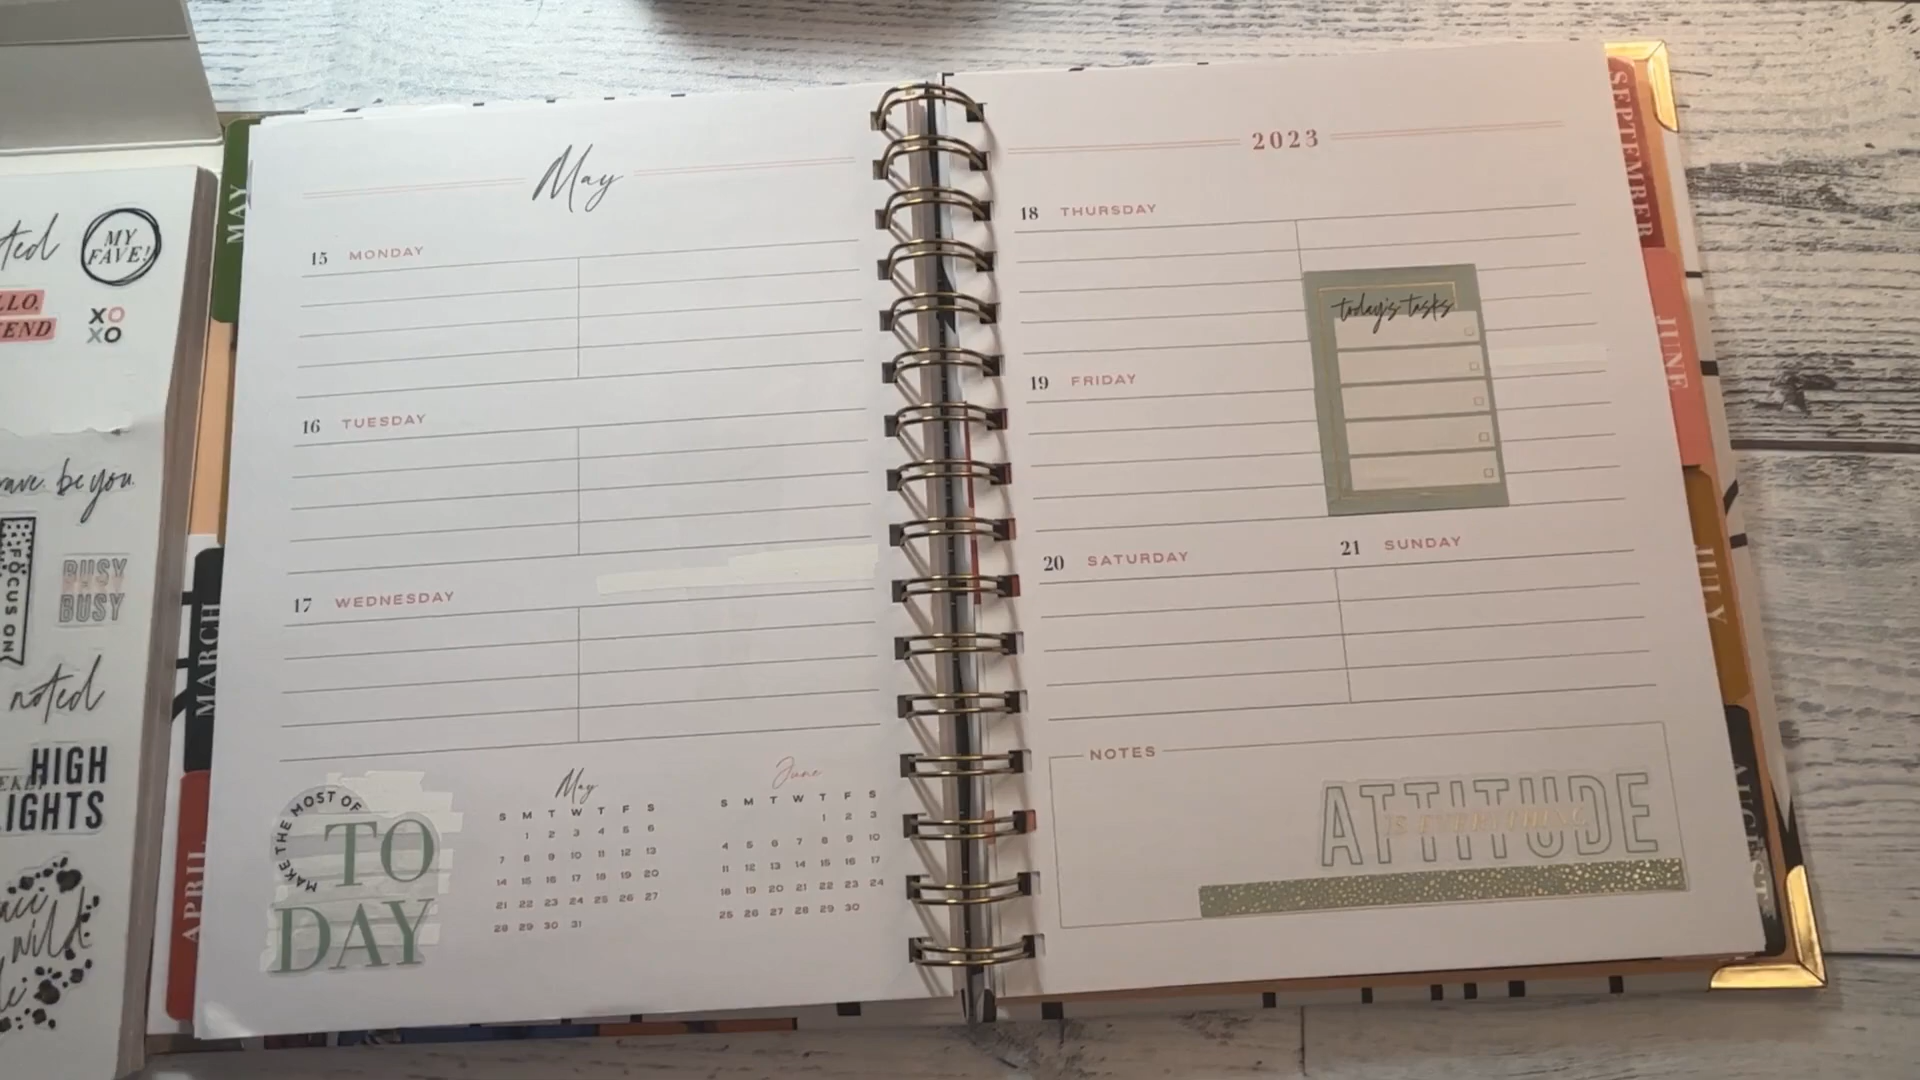 MY
FAVE!
XO
XO
be you.
FOCUS ON
BUSY
BUSY
noted
HIGH
LIGHTS
wild
MAY
MARCH
APRIL
May
15 MONDAY
16 TUESDAY
17 WEDNESDAY
MAKE THE MOST OF
TO
DAY
May
S M T W T F S
1 2 3 4 5 6
7 8 9 10 11 12 13
14 15 16 17 18 19 20
21 22 23 24 25 26 27
28 29 30 31
June
S M T W T F S
1 2 3
4 5 6 7 8 9 10
11 12 13 14 15 16 17
18 19 20 21 22 23 24
25 26 27 28 29 30
2023
18 THURSDAY
today's tasks
19 FRIDAY
20 SATURDAY
21 SUNDAY
NOTES
ATTITUDE
IS EVERYTHING
SEPTEMBER
JUNE
JULY
AUGUST